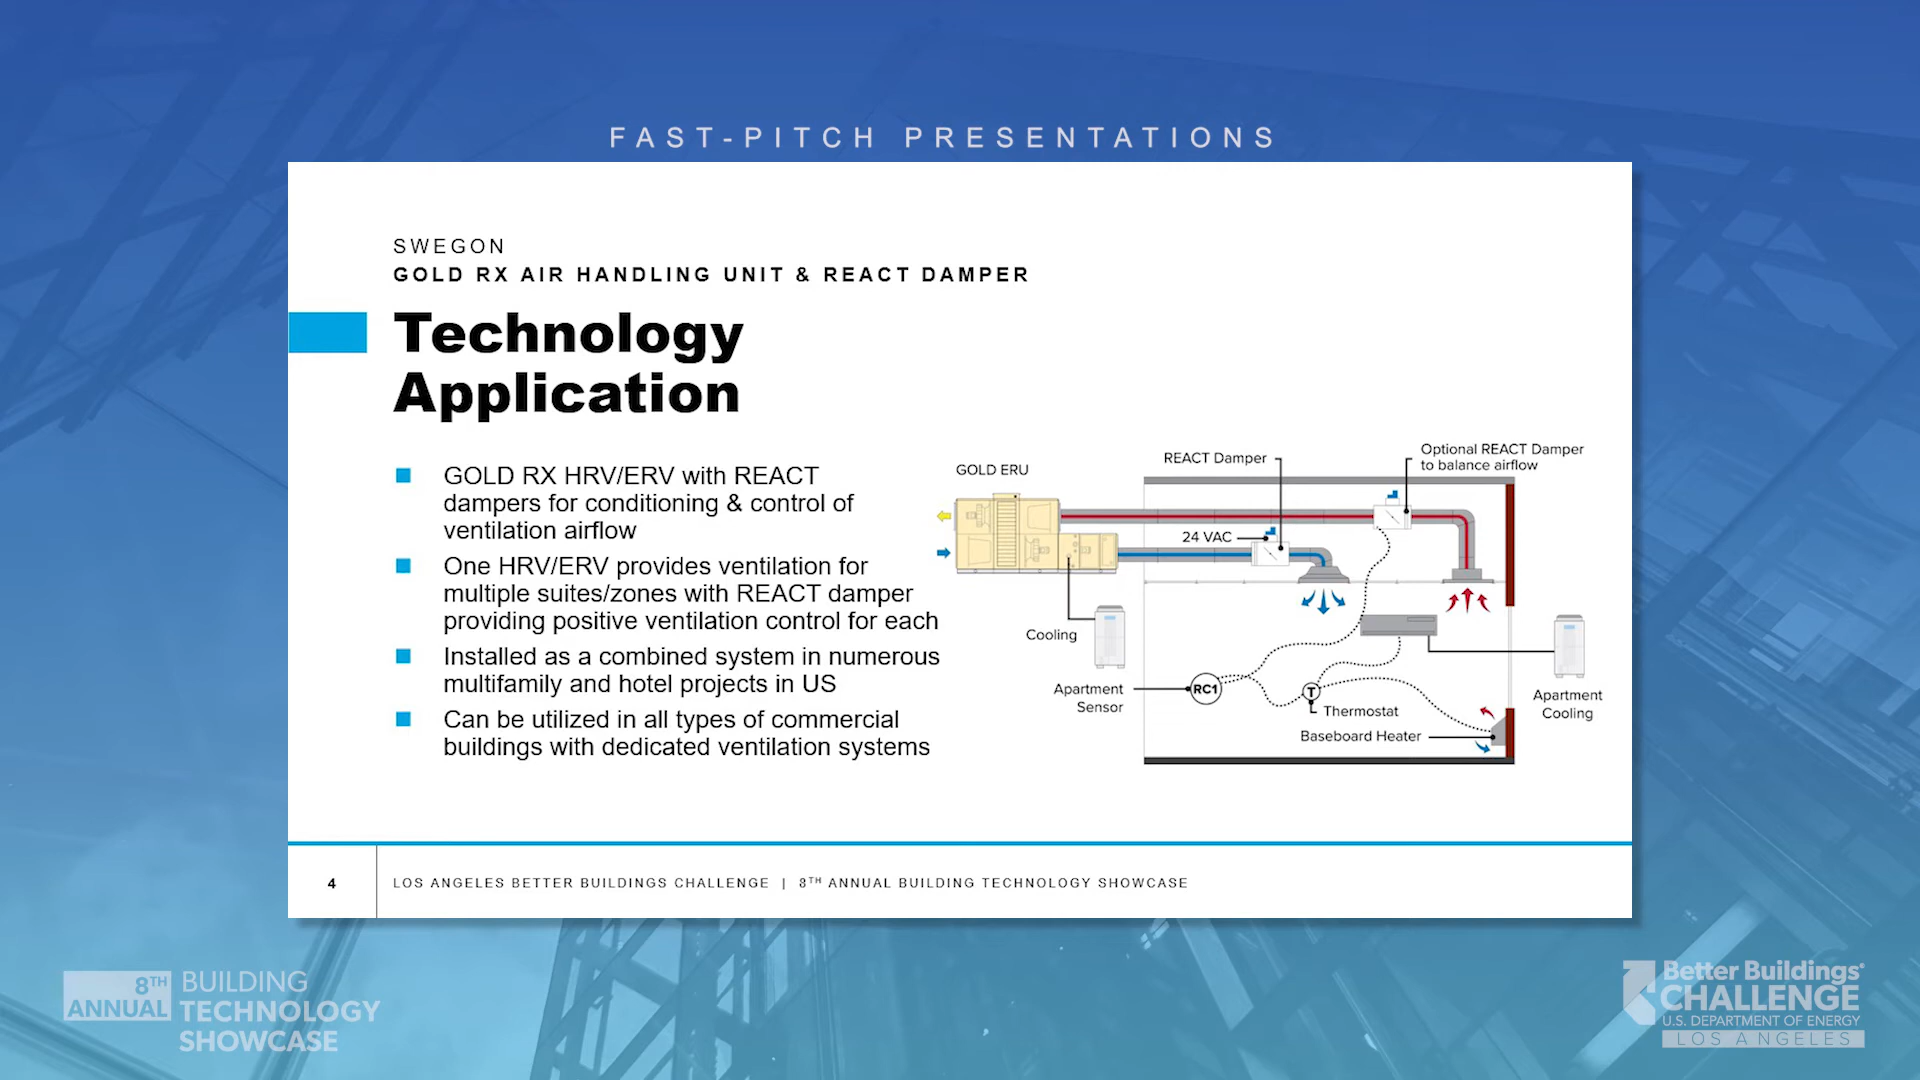 FAST-PITCH PRESENTATIONS
SWEGON
GOLD RX AIR HANDLING UNIT & REACT DAMPER
Technology
Application
GOLD RX HRV/ERV with REACT
dampers for conditioning & control of
ventilation airflow
One HRV/ERV provides ventilation for
multiple suites/zones with REACT damper
providing positive ventilation control for each
Installed as a combined system in numerous
multifamily and hotel projects in US
Can be utilized in all types of commercial
buildings with dedicated ventilation systems
GOLD ERU
REACT Damper
Optional REACT Damper
to balance airflow
24 VAC
Cooling
Apartment
Sensor
RC1
T
Thermostat
Baseboard Heater
Apartment
Cooling
4
LOS ANGELES BETTER BUILDINGS CHALLENGE | 8TH ANNUAL BUILDING TECHNOLOGY SHOWCASE
8TH
ANNUAL
BUILDING
TECHNOLOGY
SHOWCASE
Better Buildings®
CHALLENGE
U.S. DEPARTMENT OF ENERGY
LOS ANGELES